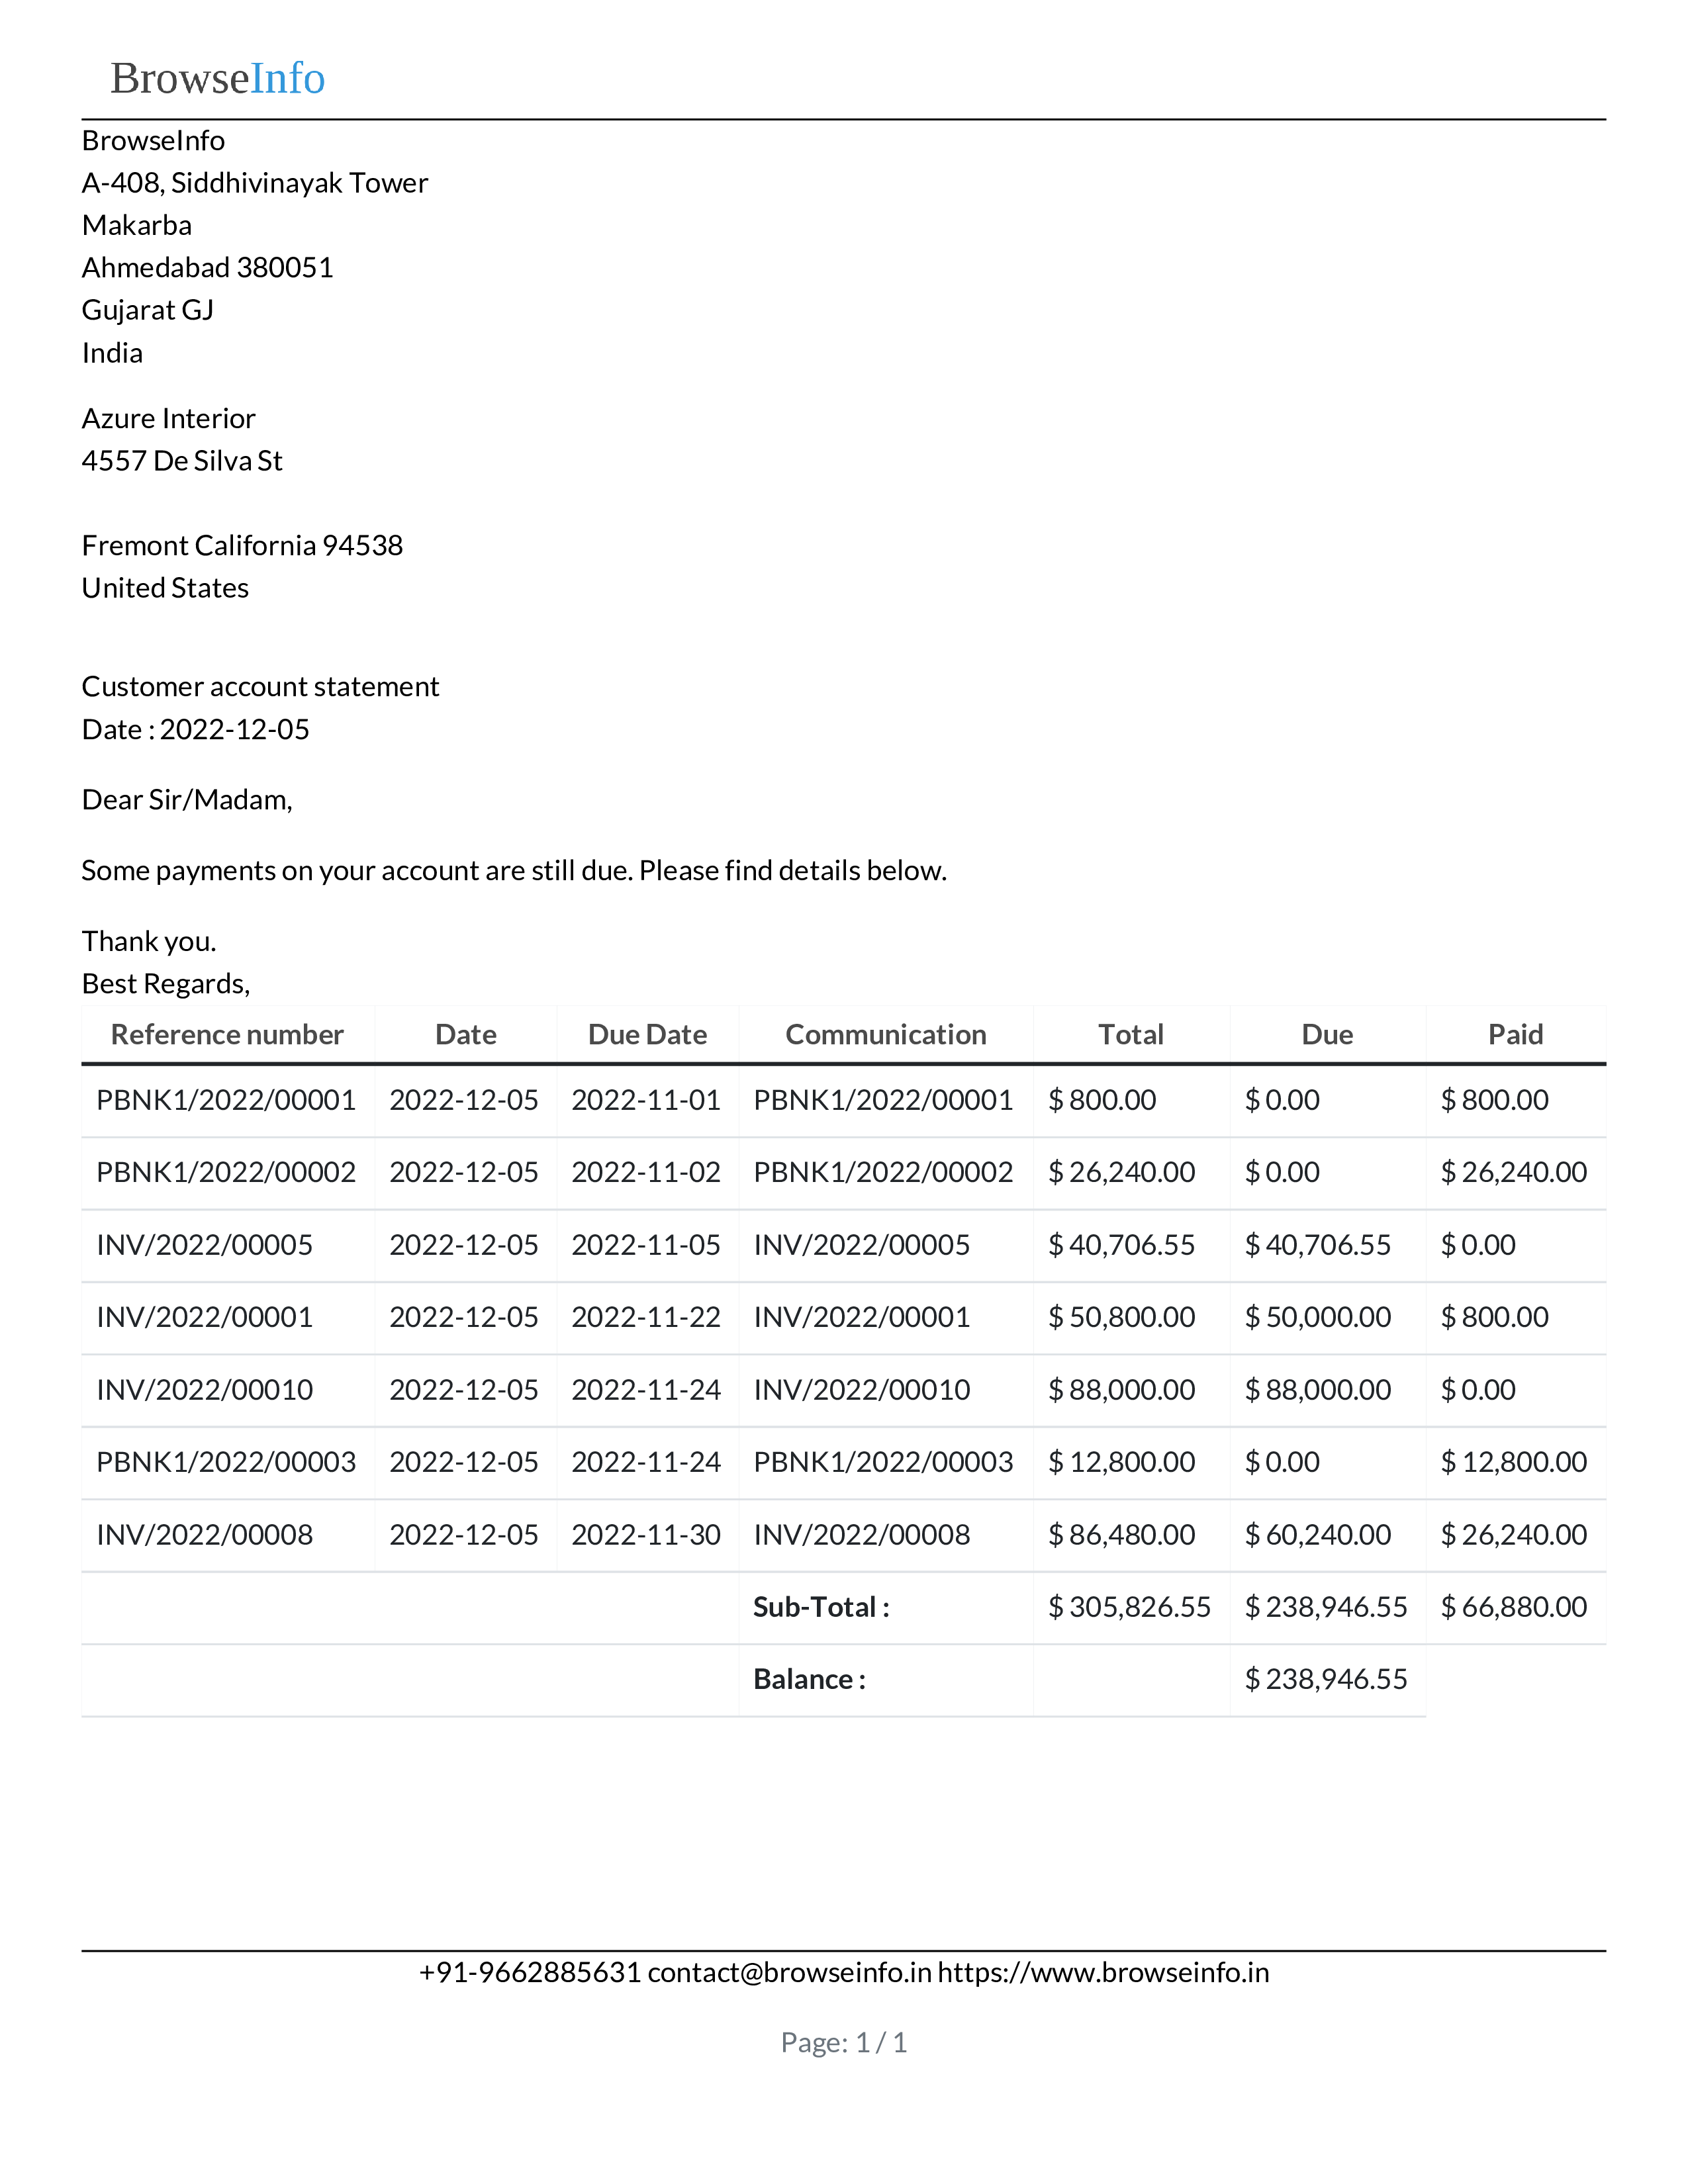 BrowseInfo
BrowseInfo
A-408, Siddhivinayak Tower
Makarba
Ahmedabad 380051
Gujarat GJ
India
Azure Interior
4557 De Silva St
Fremont California 94538
United States
Customer account statement
Date : 2022-12-05
Dear Sir/Madam,
Some payments on your account are still due. Please find details below.
Thank you.
Best Regards,
Reference number Date Due Date Communication Total Due Paid
PBNK1/2022/00001 2022-12-05 2022-11-01 PBNK1/2022/00001 $ 800.00 $ 0.00 $ 800.00
PBNK1/2022/00002 2022-12-05 2022-11-02 PBNK1/2022/00002 $ 26,240.00 $ 0.00 $ 26,240.00
INV/2022/00005 2022-12-05 2022-11-05 INV/2022/00005 $ 40,706.55 $ 40,706.55 $ 0.00
INV/2022/00001 2022-12-05 2022-11-22 INV/2022/00001 $ 50,800.00 $ 50,000.00 $ 800.00
INV/2022/00010 2022-12-05 2022-11-24 INV/2022/00010 $ 88,000.00 $ 88,000.00 $ 0.00
PBNK1/2022/00003 2022-12-05 2022-11-24 PBNK1/2022/00003 $ 12,800.00 $ 0.00 $ 12,800.00
INV/2022/00008 2022-12-05 2022-11-30 INV/2022/00008 $ 86,480.00 $ 60,240.00 $ 26,240.00
Sub-Total : $ 305,826.55 $ 238,946.55 $ 66,880.00
Balance : $ 238,946.55
+91-9662885631 contact@browseinfo.in https://www.browseinfo.in
Page: 1 / 1